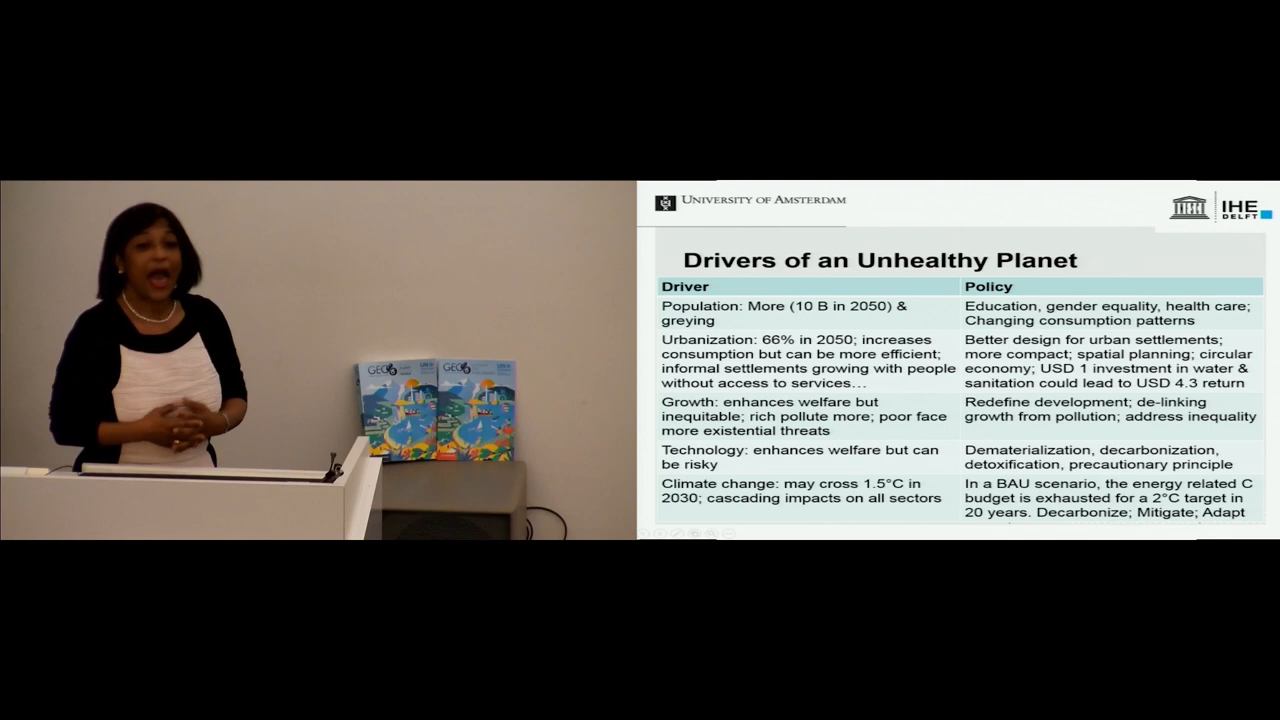 GEO
GEO
UNIVERSITY OF AMSTERDAM
UNESCO
IHE
DELFT
Drivers of an Unhealthy Planet
Driver
Policy
Population: More (10 B in 2050) &
greying
Education, gender equality, health care;
Changing consumption patterns
Urbanization: 66% in 2050; increases
consumption but can be more efficient;
informal settlements growing with people
without access to services…
Better design for urban settlements;
more compact; spatial planning; circular
economy; USD 1 investment in water &
sanitation could lead to USD 4.3 return
Growth: enhances welfare but
inequitable; rich pollute more; poor face
more existential threats
Redefine development; de-linking
growth from pollution; address inequality
Technology: enhances welfare but can
be risky
Dematerialization, decarbonization,
detoxification, precautionary principle
Climate change: may cross 1.5°C in
2030; cascading impacts on all sectors
In a BAU scenario, the energy related C
budget is exhausted for a 2°C target in
20 years. Decarbonize; Mitigate; Adapt